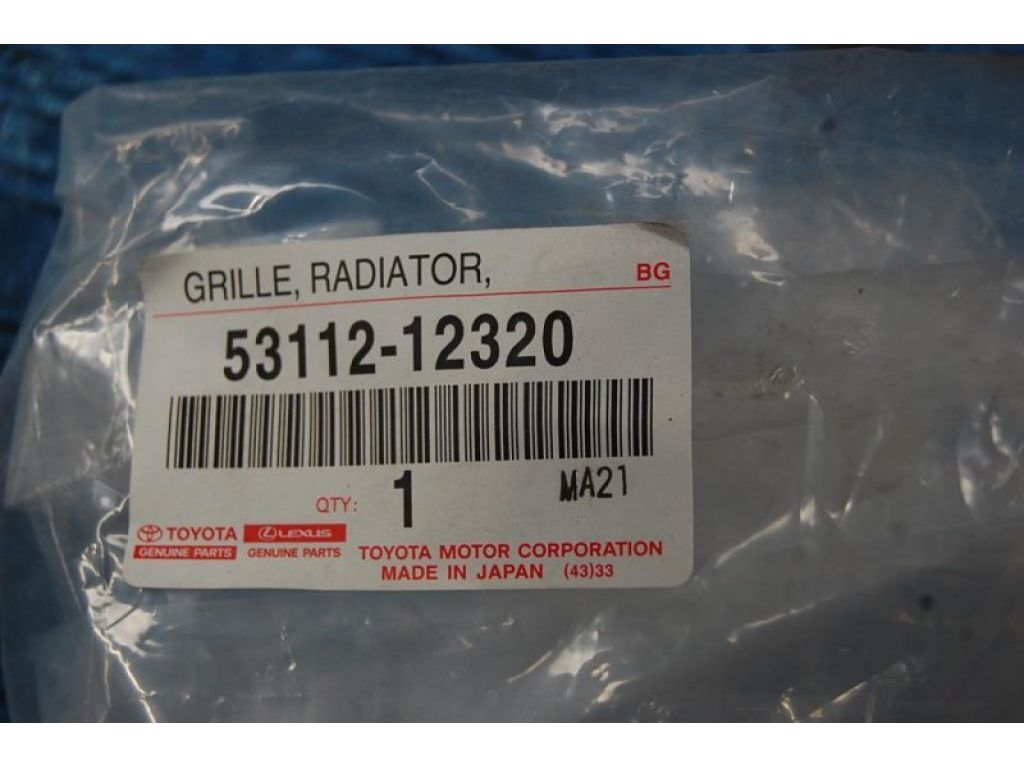 GRILLE, RADIATOR, BG
53112-12320
QTY: 1 MA21
TOYOTA LEXUS
GENUINE PARTS GENUINE PARTS
TOYOTA MOTOR CORPORATION
MADE IN JAPAN (43)33